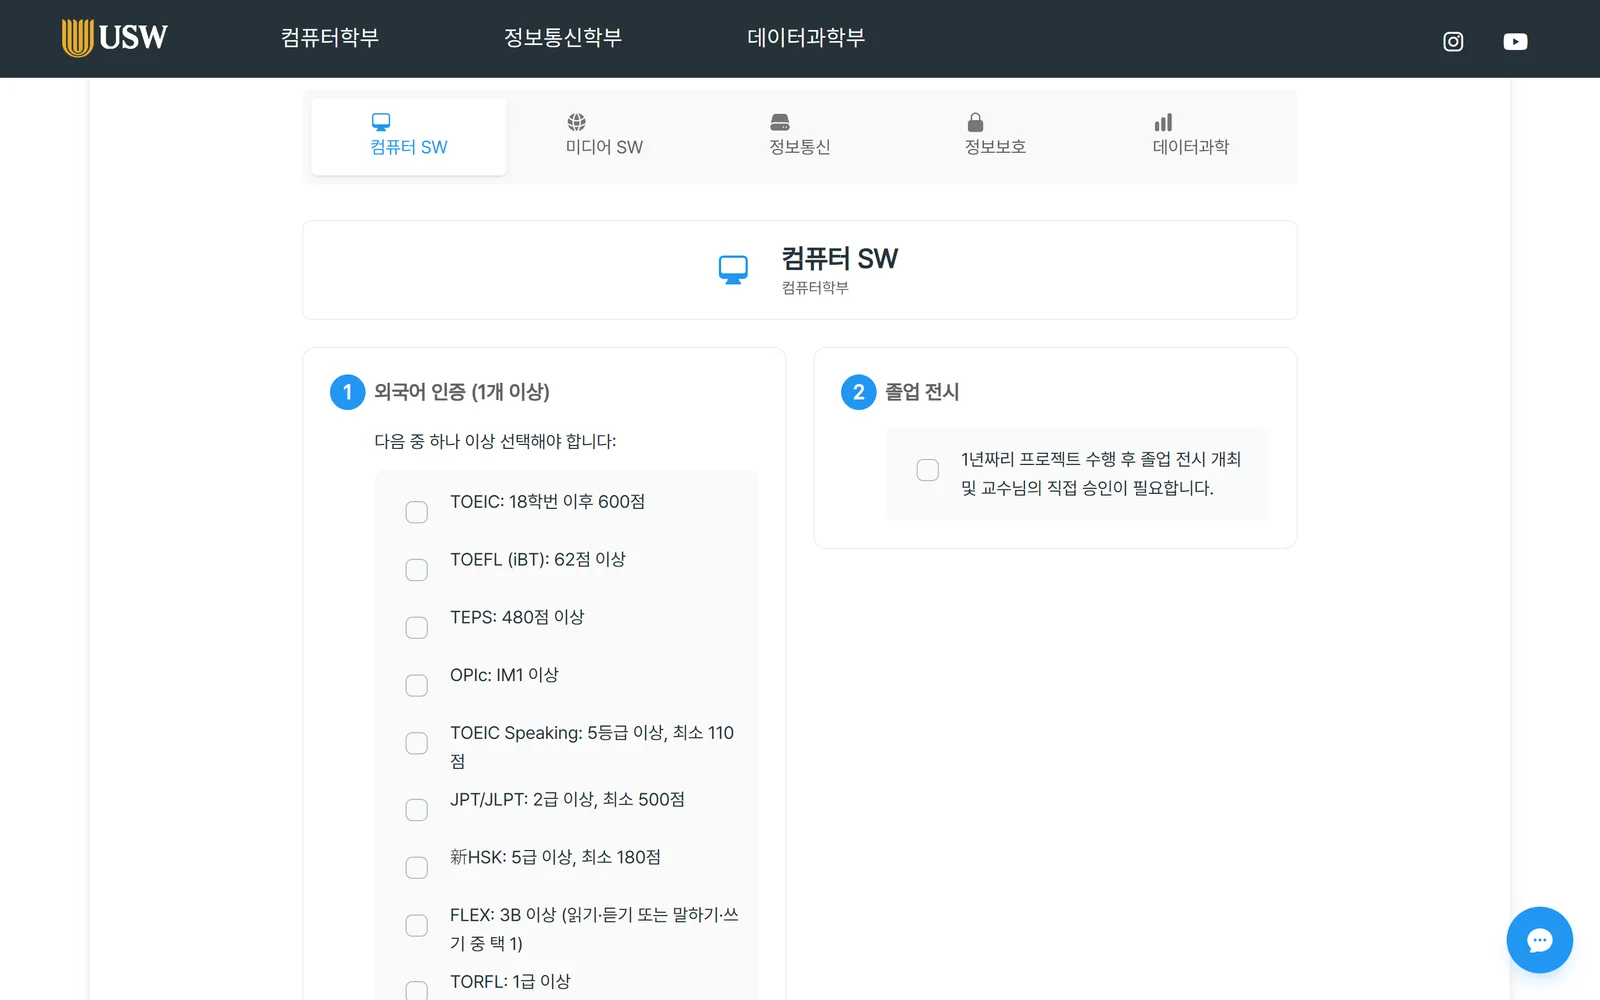 USW
컴퓨터학부
정보통신학부
데이터과학부
컴퓨터 SW
미디어 SW
정보통신
정보보호
데이터과학
컴퓨터 SW
컴퓨터학부
1 외국어 인증 (1개 이상)
다음 중 하나 이상 선택해야 합니다:
TOEIC: 18학번 이후 600점
TOEFL (iBT): 62점 이상
TEPS: 480점 이상
OPIc: IM1 이상
TOEIC Speaking: 5등급 이상, 최소 110
점
JPT/JLPT: 2급 이상, 최소 500점
新HSK: 5급 이상, 최소 180점
FLEX: 3B 이상 (읽기·듣기 또는 말하기·쓰
기 중 택 1)
TORFL: 1급 이상
2 졸업 전시
1년짜리 프로젝트 수행 후 졸업 전시 개최
및 교수님의 직접 승인이 필요합니다.